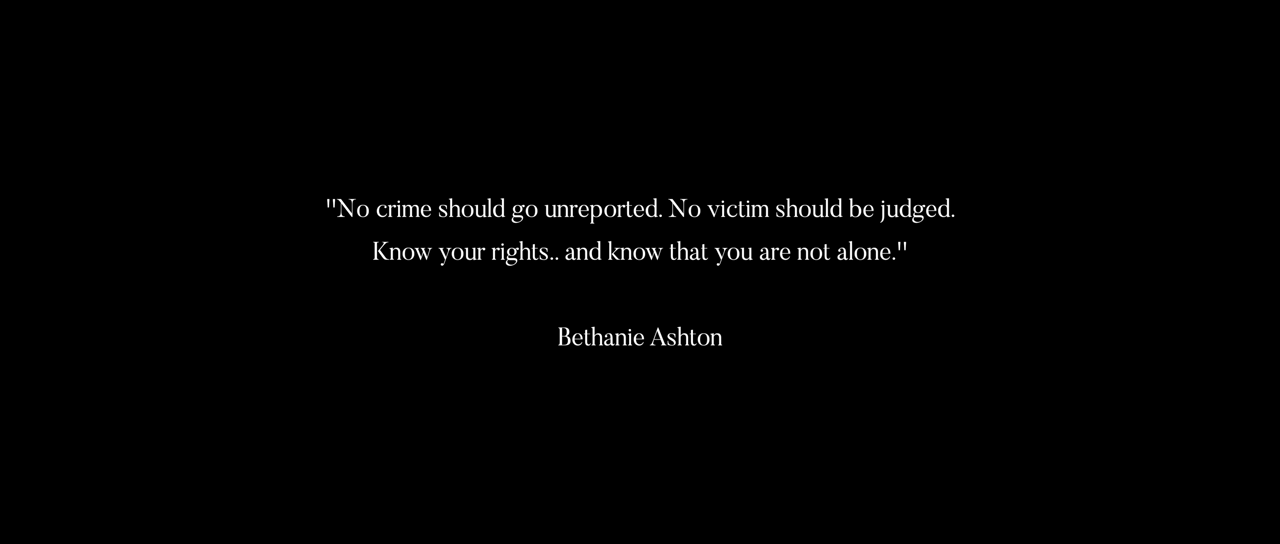 "No crime should go unreported. No victim should be judged.
Know your rights.. and know that you are not alone."
Bethanie Ashton